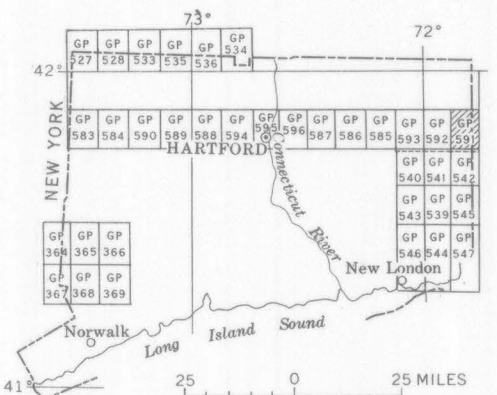 73° 72°
GP 527 GP 528 GP 533 GP 535 GP 536 GP 534
42° 42°
GP 583 GP 584 GP 590 GP 589 GP 588 GP 594 GP 595 GP 596 GP 587 GP 586 GP 585 GP 593 GP 592 GP 591
HARTFORD
NEW YORK
Connecticut River
GP 540 GP 541 GP 542
GP 543 GP 539 GP 545
GP 546 GP 544 GP 547
GP 364 GP 365 GP 366
GP 367 GP 368 GP 369
New London
Norwalk
Long Island Sound
41°
25 0 25 MILES